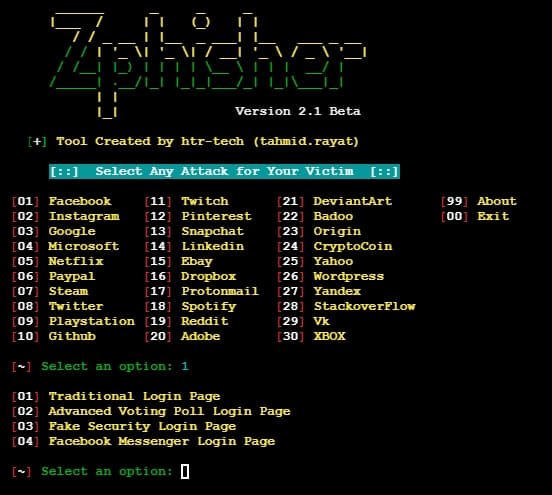 Zphisher
Version 2.1 Beta
[+] Tool Created by htr-tech (tahmid.rayat)
[::] Select Any Attack for Your Victim [::]
[01] Facebook [11] Twitch [21] DeviantArt [99] About
[02] Instagram [12] Pinterest [22] Badoo [00] Exit
[03] Google [13] Snapchat [23] Origin
[04] Microsoft [14] Linkedin [24] CryptoCoin
[05] Netflix [15] Ebay [25] Yahoo
[06] Paypal [16] Dropbox [26] Wordpress
[07] Steam [17] Protonmail [27] Yandex
[08] Twitter [18] Spotify [28] StackoverFlow
[09] Playstation [19] Reddit [29] Vk
[10] Github [20] Adobe [30] XBOX
[~] Select an option: 1
[01] Traditional Login Page
[02] Advanced Voting Poll Login Page
[03] Fake Security Login Page
[04] Facebook Messenger Login Page
[~] Select an option: